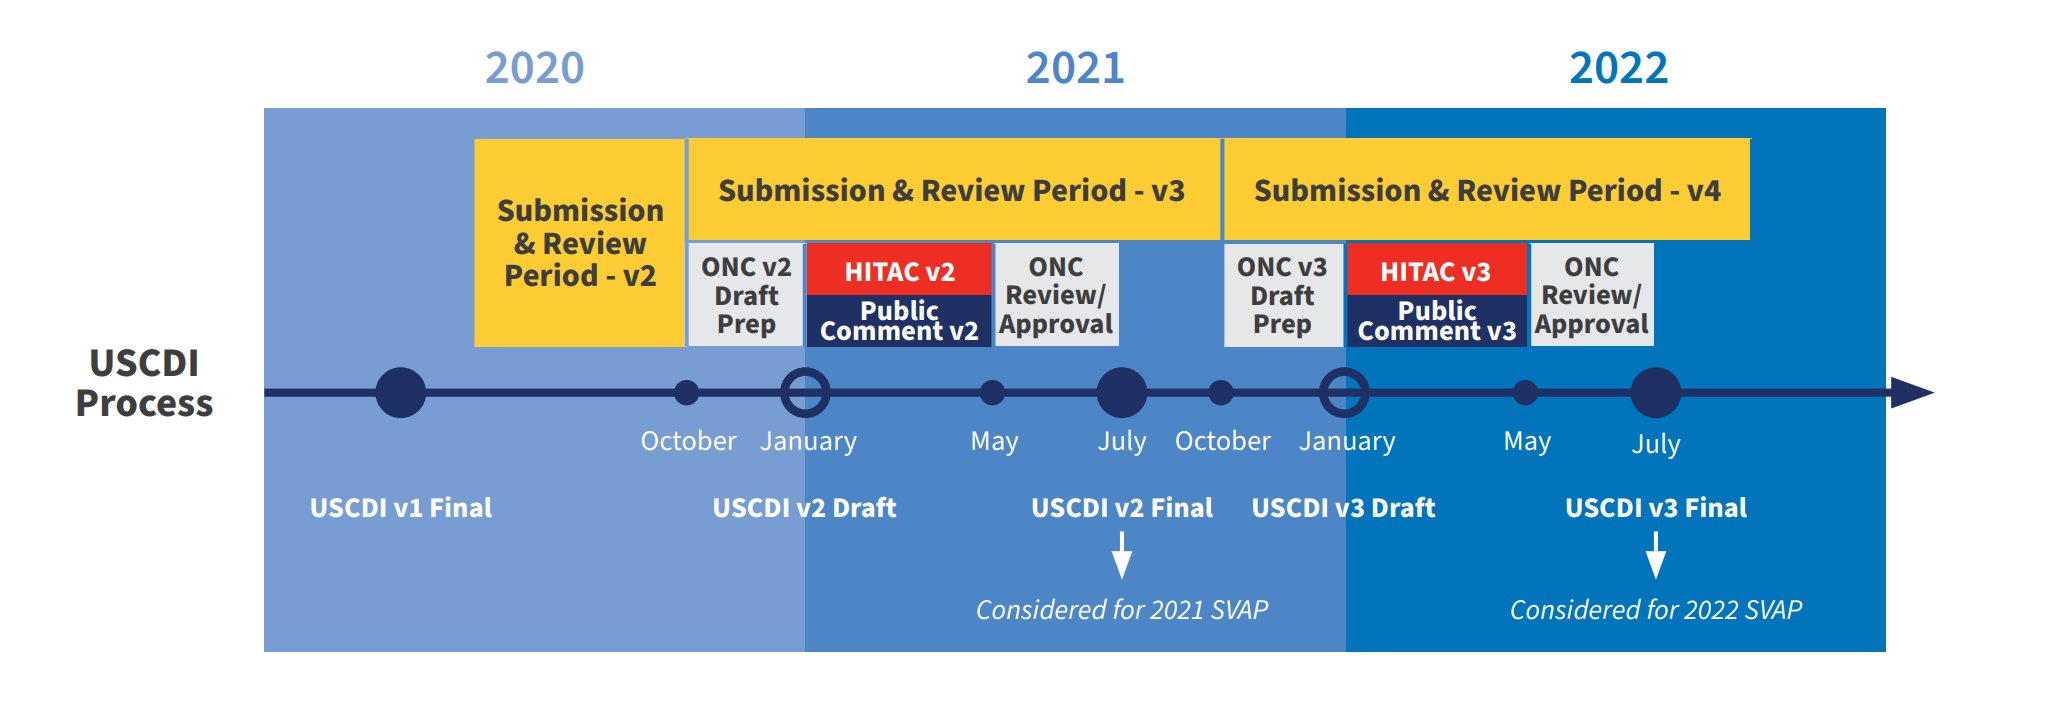 2020
2021
2022
Submission
& Review
Period - v2
Submission & Review Period - v3
Submission & Review Period - v4
ONC v2
Draft
Prep
HITAC v2
Public
Comment v2
ONC
Review/
Approval
ONC v3
Draft
Prep
HITAC v3
Public
Comment v3
ONC
Review/
Approval
USCDI
Process
October
January
May
July
October
January
May
July
USCDI v1 Final
USCDI v2 Draft
USCDI v2 Final
USCDI v3 Draft
USCDI v3 Final
Considered for 2021 SVAP
Considered for 2022 SVAP